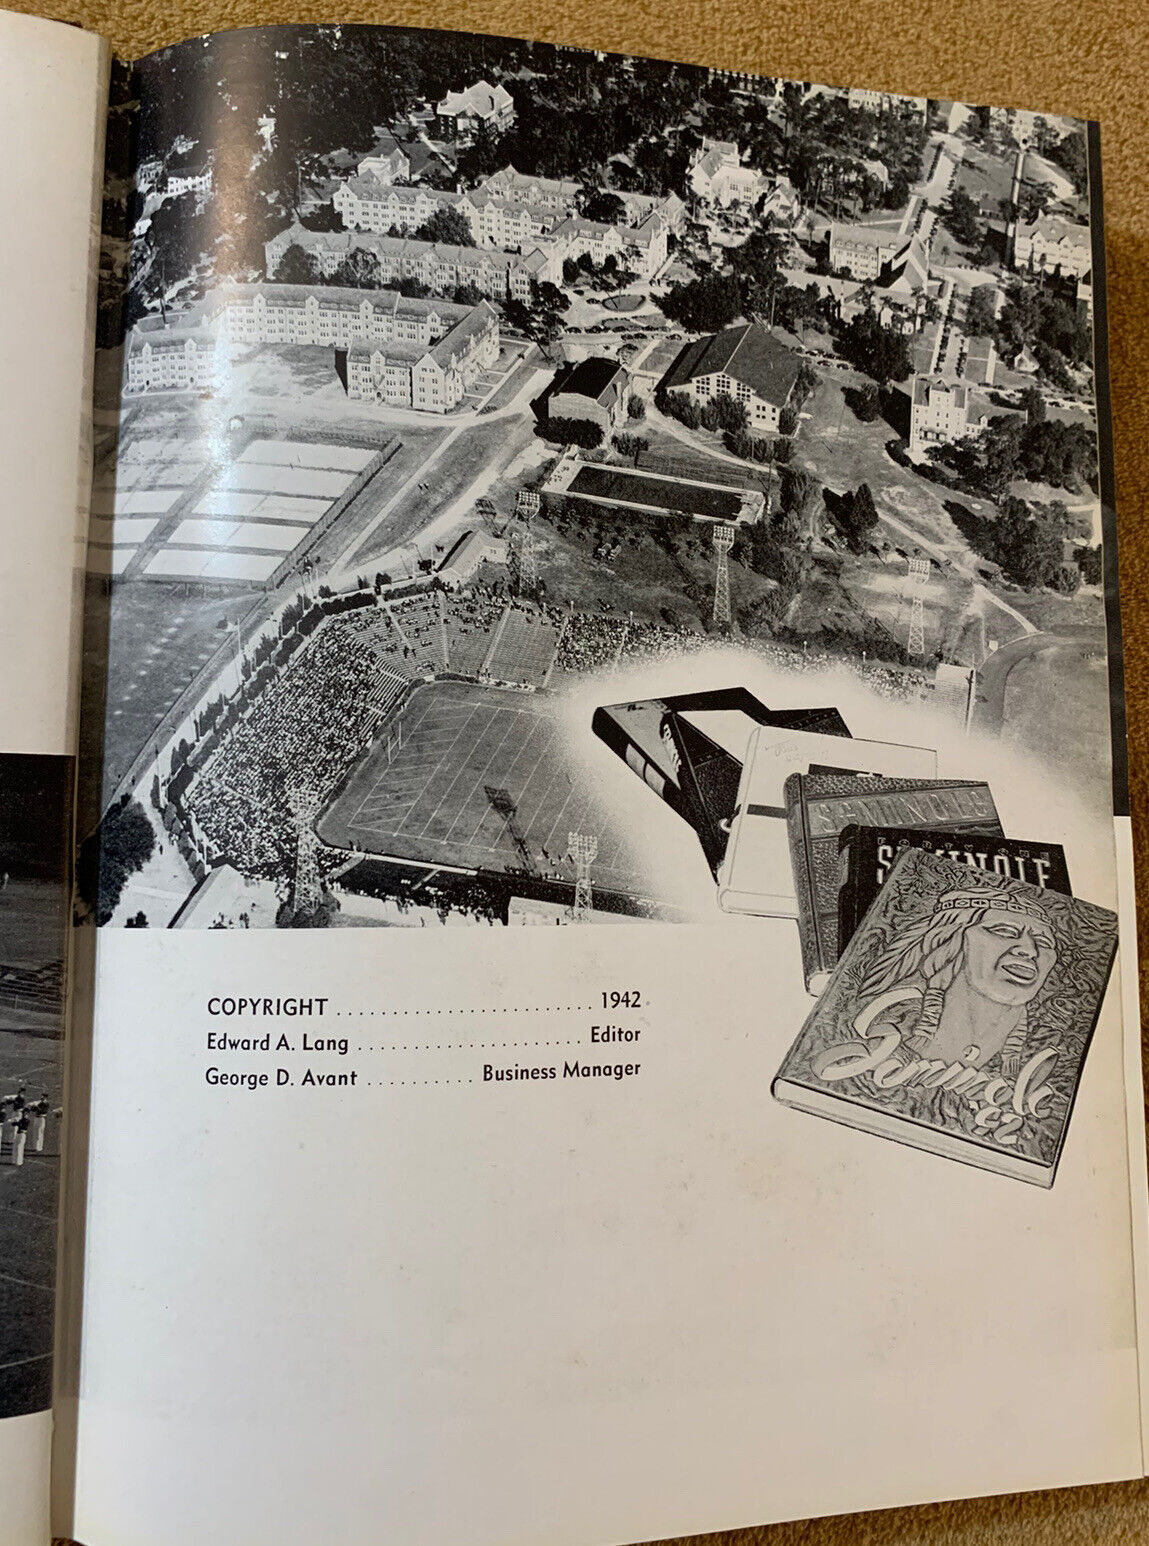 SEMINOLE
SEMINOLE
Seminole
42
COPYRIGHT ........................ 1942
Edward A. Lang ..................... Editor
George D. Avant .......... Business Manager